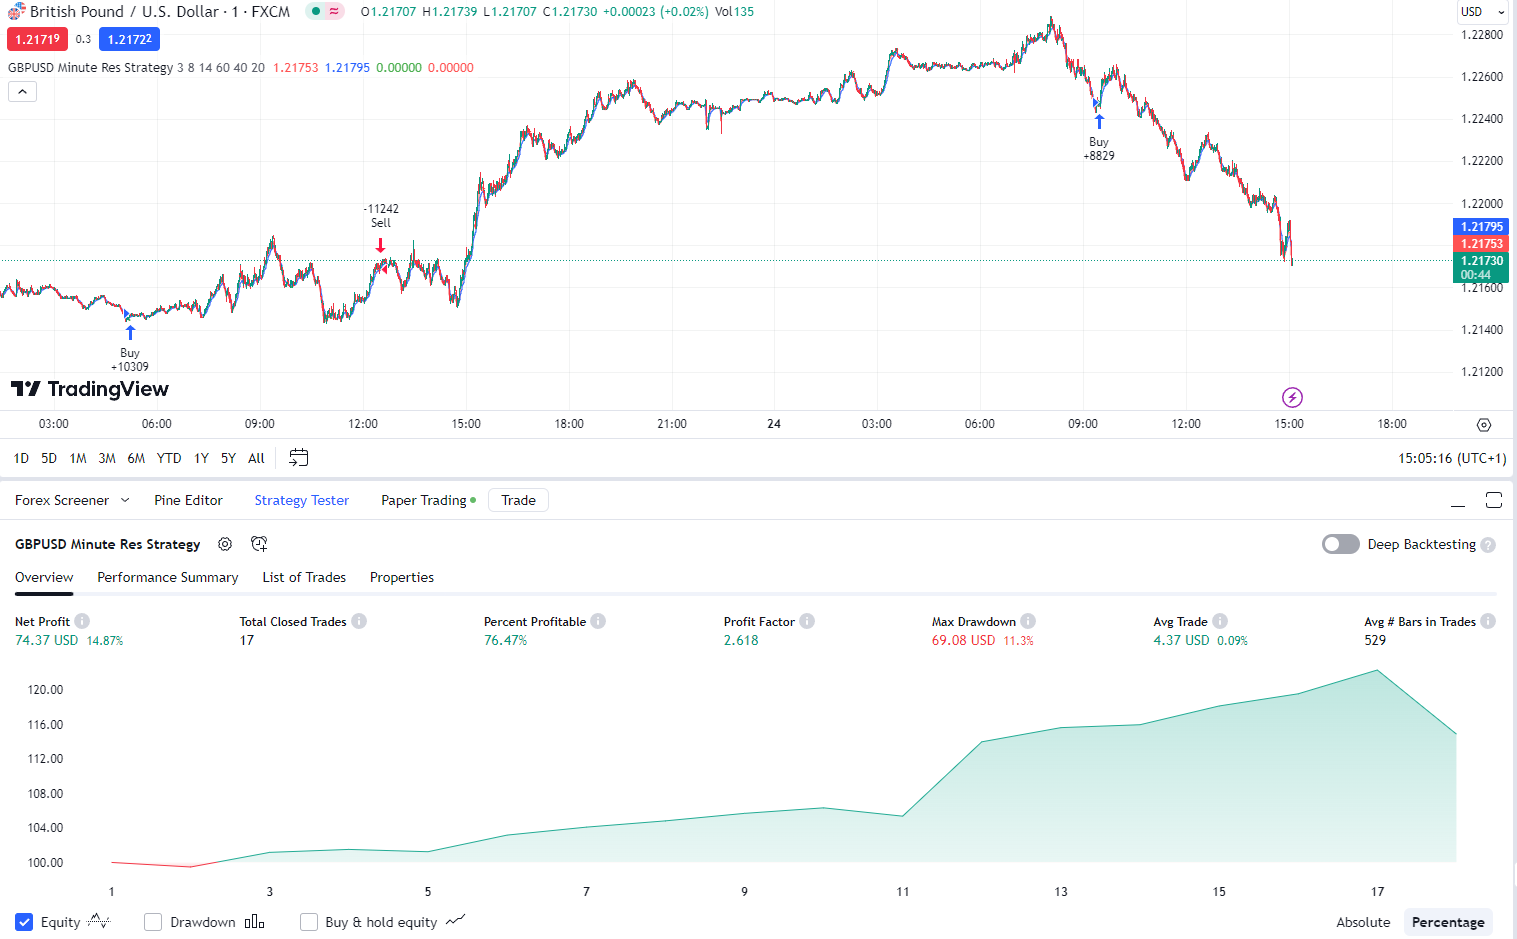 British Pound / U.S. Dollar · 1 · FXCM O1.21707 H1.21739 L1.21707 C1.21730 +0.00023 (+0.02%) Vol135
USD
1.21719 0.3 1.21722
GBPUSD Minute Res Strategy 3 8 14 60 40 20 1.21753 1.21795 0.00000 0.00000
1.22800
1.22600
1.22400
1.22200
1.22000
1.21795
1.21753
1.21730
00:44
1.21600
1.21400
1.21200
Buy
+8829
-11242
Sell
Buy
+10309
TradingView
03:00 06:00 09:00 12:00 15:00 18:00 21:00 24 03:00 06:00 09:00 12:00 15:00 18:00
1D 5D 1M 3M 6M YTD 1Y 5Y All 15:05:16 (UTC+1)
Forex Screener Pine Editor Strategy Tester Paper Trading Trade
GBPUSD Minute Res Strategy Deep Backtesting
Overview Performance Summary List of Trades Properties
Net Profit Total Closed Trades Percent Profitable Profit Factor Max Drawdown Avg Trade Avg # Bars in Trades
74.37 USD 14.87% 17 76.47% 2.618 69.08 USD 11.3% 4.37 USD 0.09% 529
120.00
116.00
112.00
108.00
104.00
100.00
1 3 5 7 9 11 13 15 17
Equity Drawdown Buy & hold equity Absolute Percentage